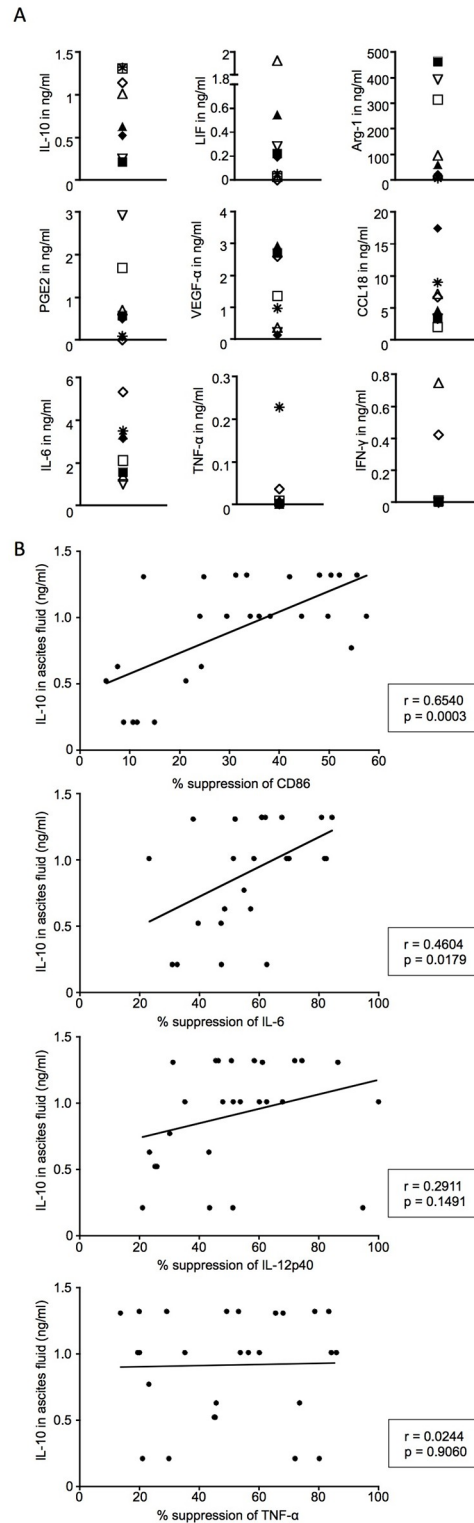 A
IL-10 in ng/ml
1.5
1
0.5
0
LIF in ng/ml
2
1.8
0.6
0.4
0.2
0
Arg-1 in ng/ml
500
400
300
200
100
0
PGE2 in ng/ml
3
2
1
0
VEGF-α in ng/ml
4
3
2
1
0
CCL18 in ng/ml
20
15
10
5
0
IL-6 in ng/ml
6
4
2
0
TNF-α in ng/ml
0.3
0.2
0.1
0
IFN-γ in ng/ml
0.8
0.6
0.4
0.2
0
B
IL-10 in ascites fluid (ng/ml)
1.5
1.0
0.5
0
0 10 20 30 40 50 60
% suppression of CD86
r = 0.6540
p = 0.0003
IL-10 in ascites fluid (ng/ml)
1.5
1.0
0.5
0
0 20 40 60 80 100
% suppression of IL-6
r = 0.4604
p = 0.0179
IL-10 in ascites fluid (ng/ml)
1.5
1.0
0.5
0
0 20 40 60 80 100
% suppression of IL-12p40
r = 0.2911
p = 0.1491
IL-10 in ascites fluid (ng/ml)
1.5
1.0
0.5
0
0 20 40 60 80 100
% suppression of TNF-α
r = 0.0244
p = 0.9060